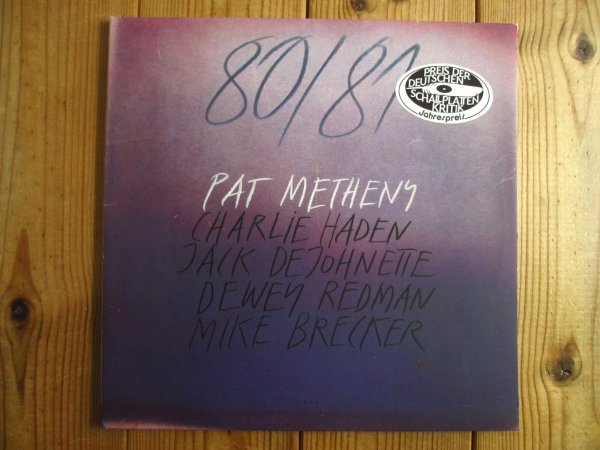 80/81
PREIS DER
DEUTSCHEN
SCHALLPLATTEN
KRITIK
Jahrespreis
PAT METHENY
CHARLIE HADEN
JACK DEJOHNETTE
DEWEY REDMAN
MIKE BRECKER